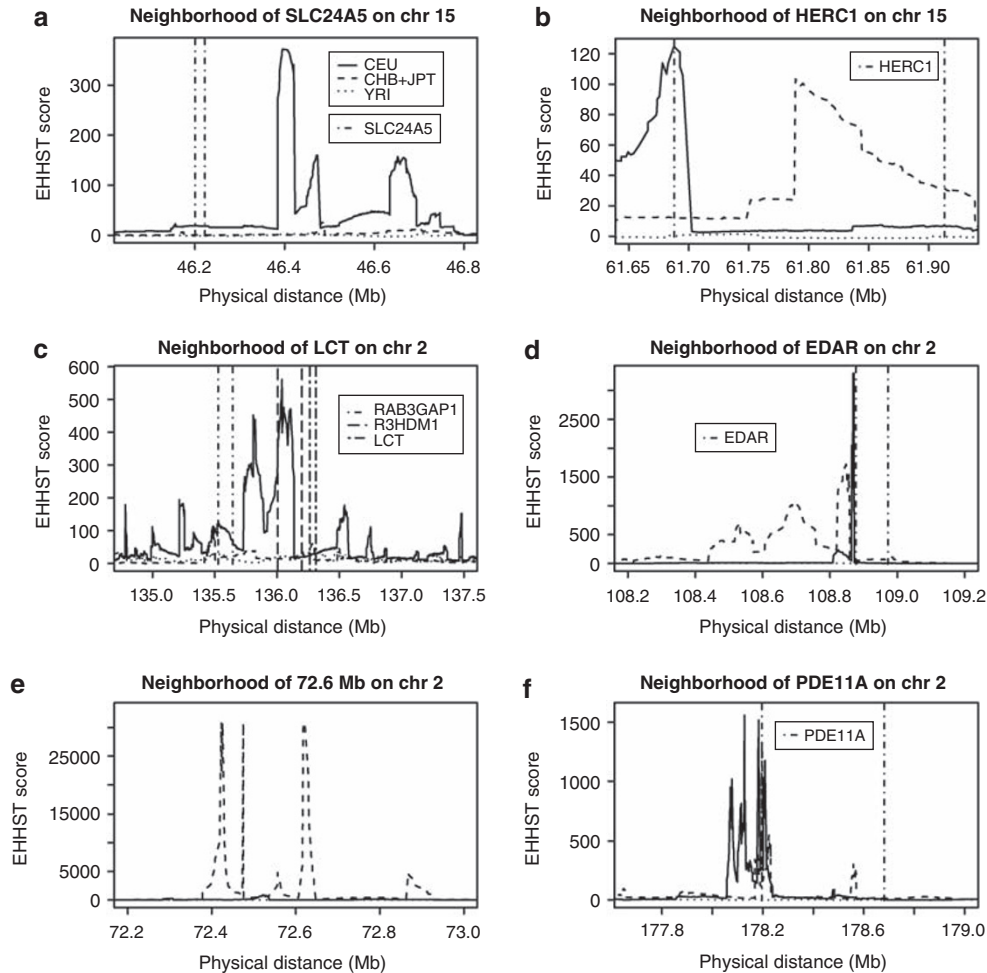 a
Neighborhood of SLC24A5 on chr 15
EHHST score
300
200
100
0
CEU
CHB+JPT
YRI
SLC24A5
46.2
46.4
46.6
46.8
Physical distance (Mb)
b
Neighborhood of HERC1 on chr 15
EHHST score
120
100
80
60
40
20
0
HERC1
61.65
61.70
61.75
61.80
61.85
61.90
Physical distance (Mb)
c
Neighborhood of LCT on chr 2
EHHST score
600
500
400
300
200
100
0
RAB3GAP1
R3HDM1
LCT
135.0
135.5
136.0
136.5
137.0
137.5
Physical distance (Mb)
d
Neighborhood of EDAR on chr 2
EHHST score
2500
1500
500
0
EDAR
108.2
108.4
108.6
108.8
109.0
109.2
Physical distance (Mb)
e
Neighborhood of 72.6 Mb on chr 2
EHHST score
25000
15000
5000
0
72.2
72.4
72.6
72.8
73.0
Physical distance (Mb)
f
Neighborhood of PDE11A on chr 2
EHHST score
1500
1000
500
0
PDE11A
177.8
178.2
178.6
179.0
Physical distance (Mb)